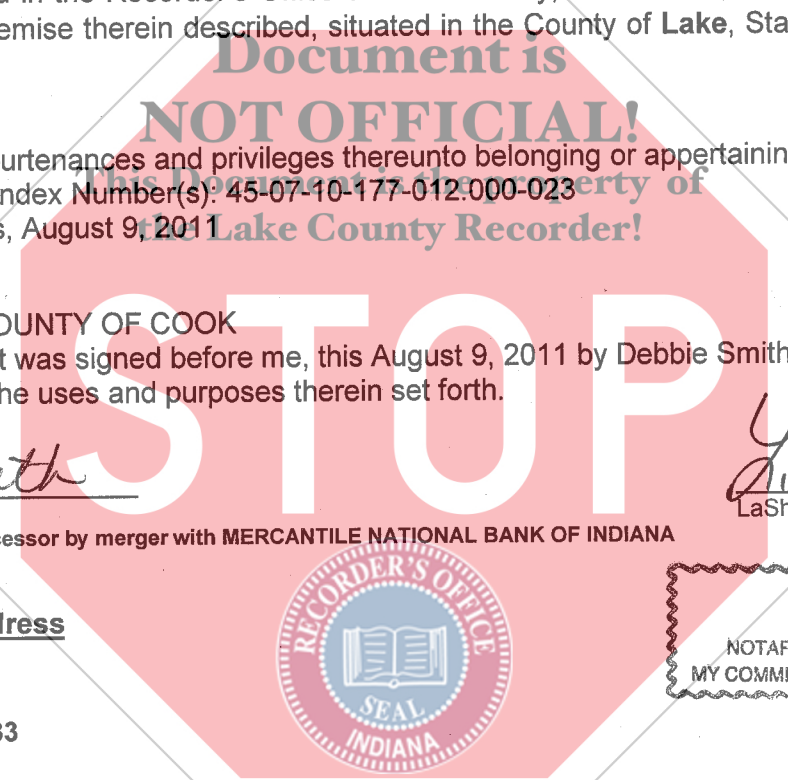 emise therein described, situated in the County of Lake, Sta
Document is
NOT OFFICIAL!
urtenances and privileges thereunto belonging or appertainin
This Document is the property of
ndex Number(s): 45-07-10-177-012.000-023
s, August 9, 2011
the Lake County Recorder!
OUNTY OF COOK
t was signed before me, this August 9, 2011 by Debbie Smith
he uses and purposes therein set forth.
STOP
LaSh
cessor by merger with MERCANTILE NATIONAL BANK OF INDIANA
RECORDER'S OFFICE
dress
NOTAR
MY COMMI
SEAL
33
INDIANA